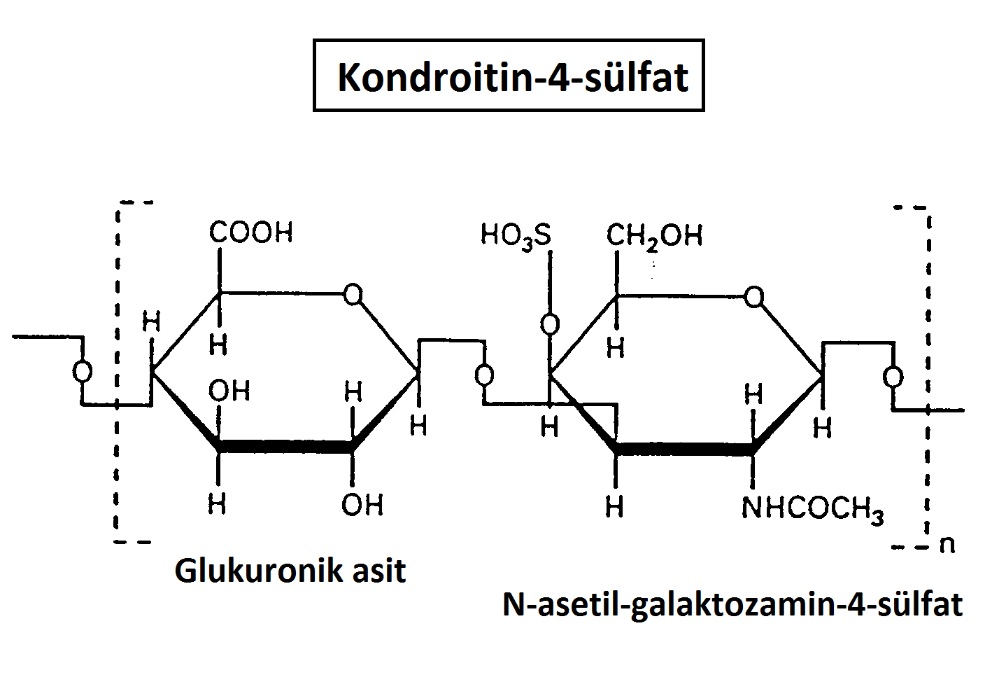 Kondroitin-4-sülfat
COOH HO₃S CH₂OH
O O
H O
H H
O O O
OH H H
H H H
H OH H NHCOCH₃
n
Glukuronik asit
N-asetil-galaktozamin-4-sülfat